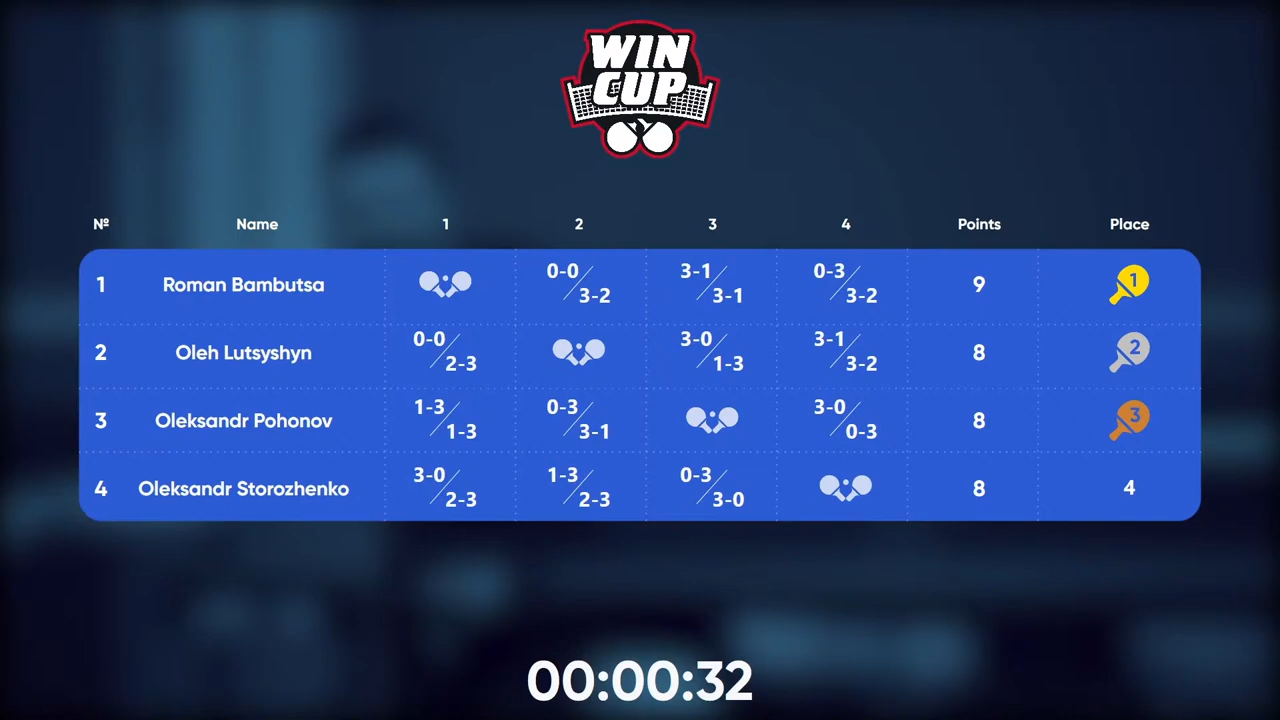 WIN
CUP
Nº Name 1 2 3 4 Points Place
1 Roman Bambutsa 0-0/3-2 3-1/3-1 0-3/3-2 9 1
2 Oleh Lutsyshyn 0-0/2-3 3-0/1-3 3-1/3-2 8 2
3 Oleksandr Pohonov 1-3/1-3 0-3/3-1 3-0/0-3 8 3
4 Oleksandr Storozhenko 3-0/2-3 1-3/2-3 0-3/3-0 8 4
00:00:32